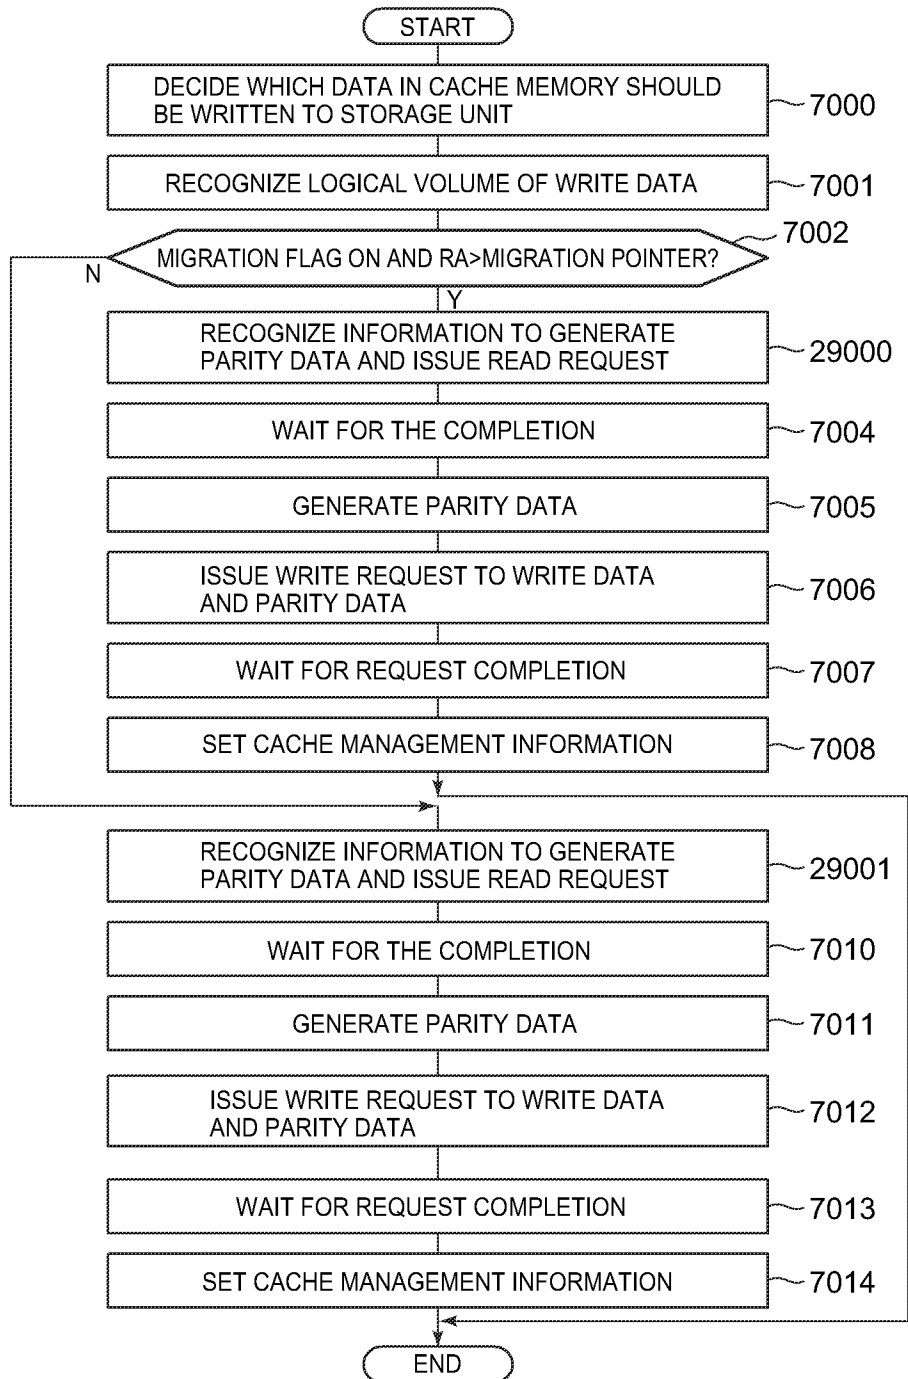 START
DECIDE WHICH DATA IN CACHE MEMORY SHOULD
BE WRITTEN TO STORAGE UNIT
7000
RECOGNIZE LOGICAL VOLUME OF WRITE DATA
7001
7002
MIGRATION FLAG ON AND RA>MIGRATION POINTER?
N
Y
RECOGNIZE INFORMATION TO GENERATE
PARITY DATA AND ISSUE READ REQUEST
29000
WAIT FOR THE COMPLETION
7004
GENERATE PARITY DATA
7005
ISSUE WRITE REQUEST TO WRITE DATA
AND PARITY DATA
7006
WAIT FOR REQUEST COMPLETION
7007
SET CACHE MANAGEMENT INFORMATION
7008
RECOGNIZE INFORMATION TO GENERATE
PARITY DATA AND ISSUE READ REQUEST
29001
WAIT FOR THE COMPLETION
7010
GENERATE PARITY DATA
7011
ISSUE WRITE REQUEST TO WRITE DATA
AND PARITY DATA
7012
WAIT FOR REQUEST COMPLETION
7013
SET CACHE MANAGEMENT INFORMATION
7014
END